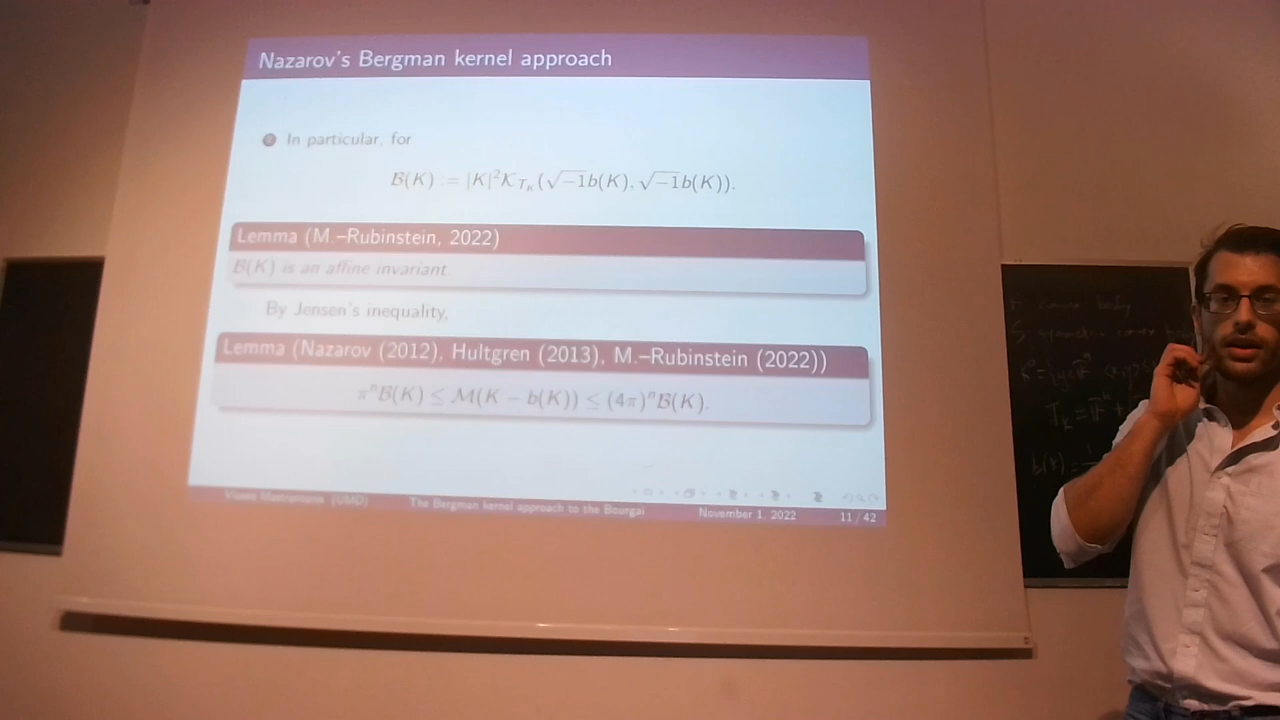 Nazarov's Bergman kernel approach
In particular, for
B(K) := |K|²K_{T_K}(√−1b(K), √−1b(K)).
Lemma (M.–Rubinstein, 2022)
B(K) is an affine invariant.
By Jensen's inequality,
Lemma (Nazarov (2012), Hultgren (2013), M.–Rubinstein (2022))
πⁿB(K) ≤ M(K − b(K)) ≤ (4π)ⁿB(K).
(UMD) The Bergman kernel approach to the Bourgai November 1, 2022 11 / 42